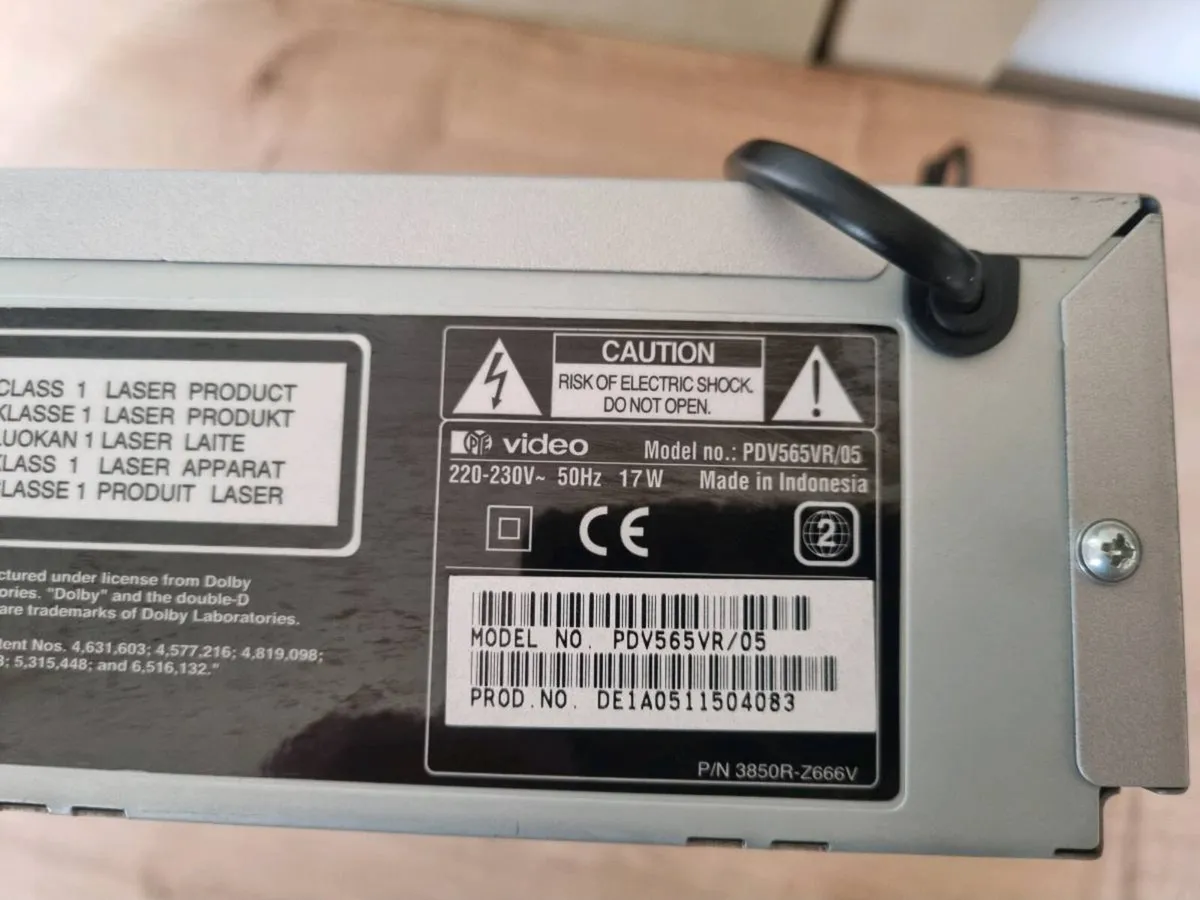 CLASS 1 LASER PRODUCT
KLASSE 1 LASER PRODUKT
LUOKAN 1 LASER LAITE
KLASS 1 LASER APPARAT
CLASSE 1 PRODUIT LASER
ctured under license from Dolby
ories. "Dolby" and the double-D
are trademarks of Dolby Laboratories.
tent Nos. 4,631,603; 4,577,216; 4,819,098;
3; 5,315,448; and 6,516,132."
CAUTION
RISK OF ELECTRIC SHOCK.
DO NOT OPEN.
PYE video Model no.: PDV565VR/05
220-230V~ 50Hz 17W Made in Indonesia
CE 2
MODEL NO. PDV565VR/05
PROD.NO. DE1A0511504083
P/N 3850R-Z666V